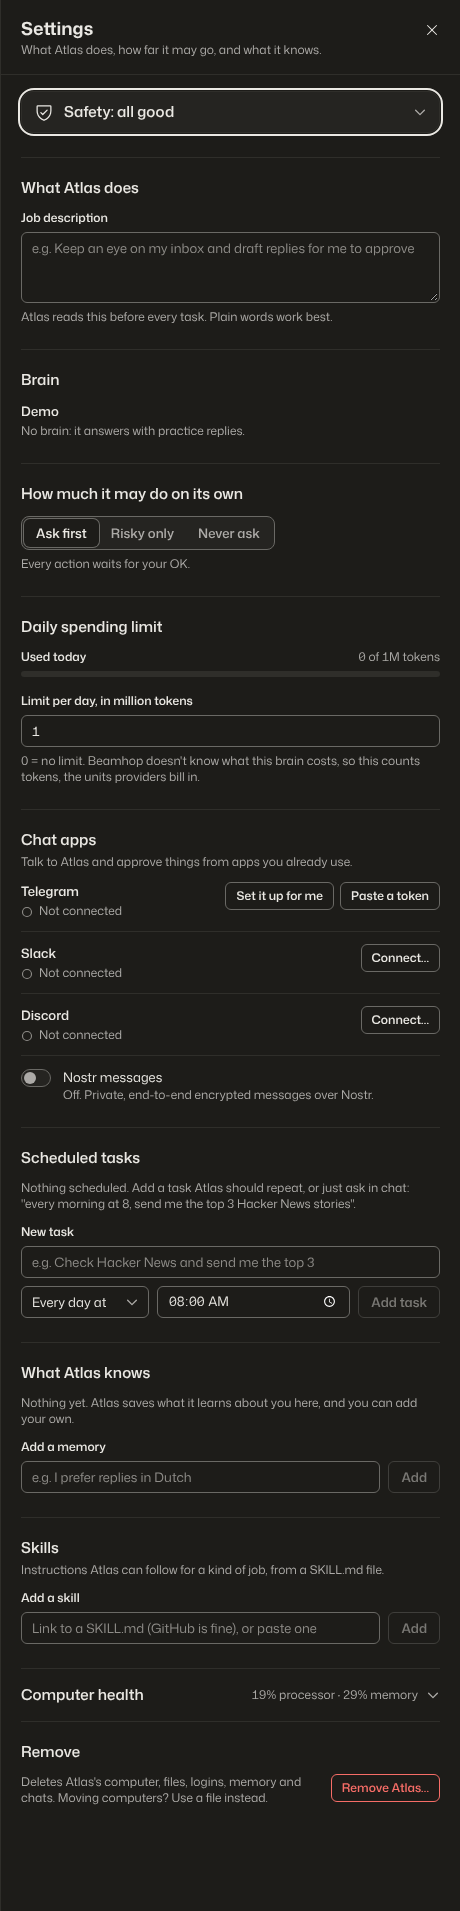 Settings
What Atlas does, how far it may go, and what it knows.
Safety: all good
What Atlas does
Job description
e.g. Keep an eye on my inbox and draft replies for me to approve
Atlas reads this before every task. Plain words work best.
Brain
Demo
No brain: it answers with practice replies.
How much it may do on its own
Ask first Risky only Never ask
Every action waits for your OK.
Daily spending limit
Used today 0 of 1M tokens
Limit per day, in million tokens
1
0 = no limit. Beamhop doesn't know what this brain costs, so this counts
tokens, the units providers bill in.
Chat apps
Talk to Atlas and approve things from apps you already use.
Telegram Set it up for me Paste a token
Not connected
Slack Connect...
Not connected
Discord Connect...
Not connected
Nostr messages
Off. Private, end-to-end encrypted messages over Nostr.
Scheduled tasks
Nothing scheduled. Add a task Atlas should repeat, or just ask in chat:
"every morning at 8, send me the top 3 Hacker News stories".
New task
e.g. Check Hacker News and send me the top 3
Every day at 08:00 AM Add task
What Atlas knows
Nothing yet. Atlas saves what it learns about you here, and you can add
your own.
Add a memory
e.g. I prefer replies in Dutch Add
Skills
Instructions Atlas can follow for a kind of job, from a SKILL.md file.
Add a skill
Link to a SKILL.md (GitHub is fine), or paste one Add
Computer health 19% processor · 29% memory
Remove
Deletes Atlas's computer, files, logins, memory and
chats. Moving computers? Use a file instead.
Remove Atlas...